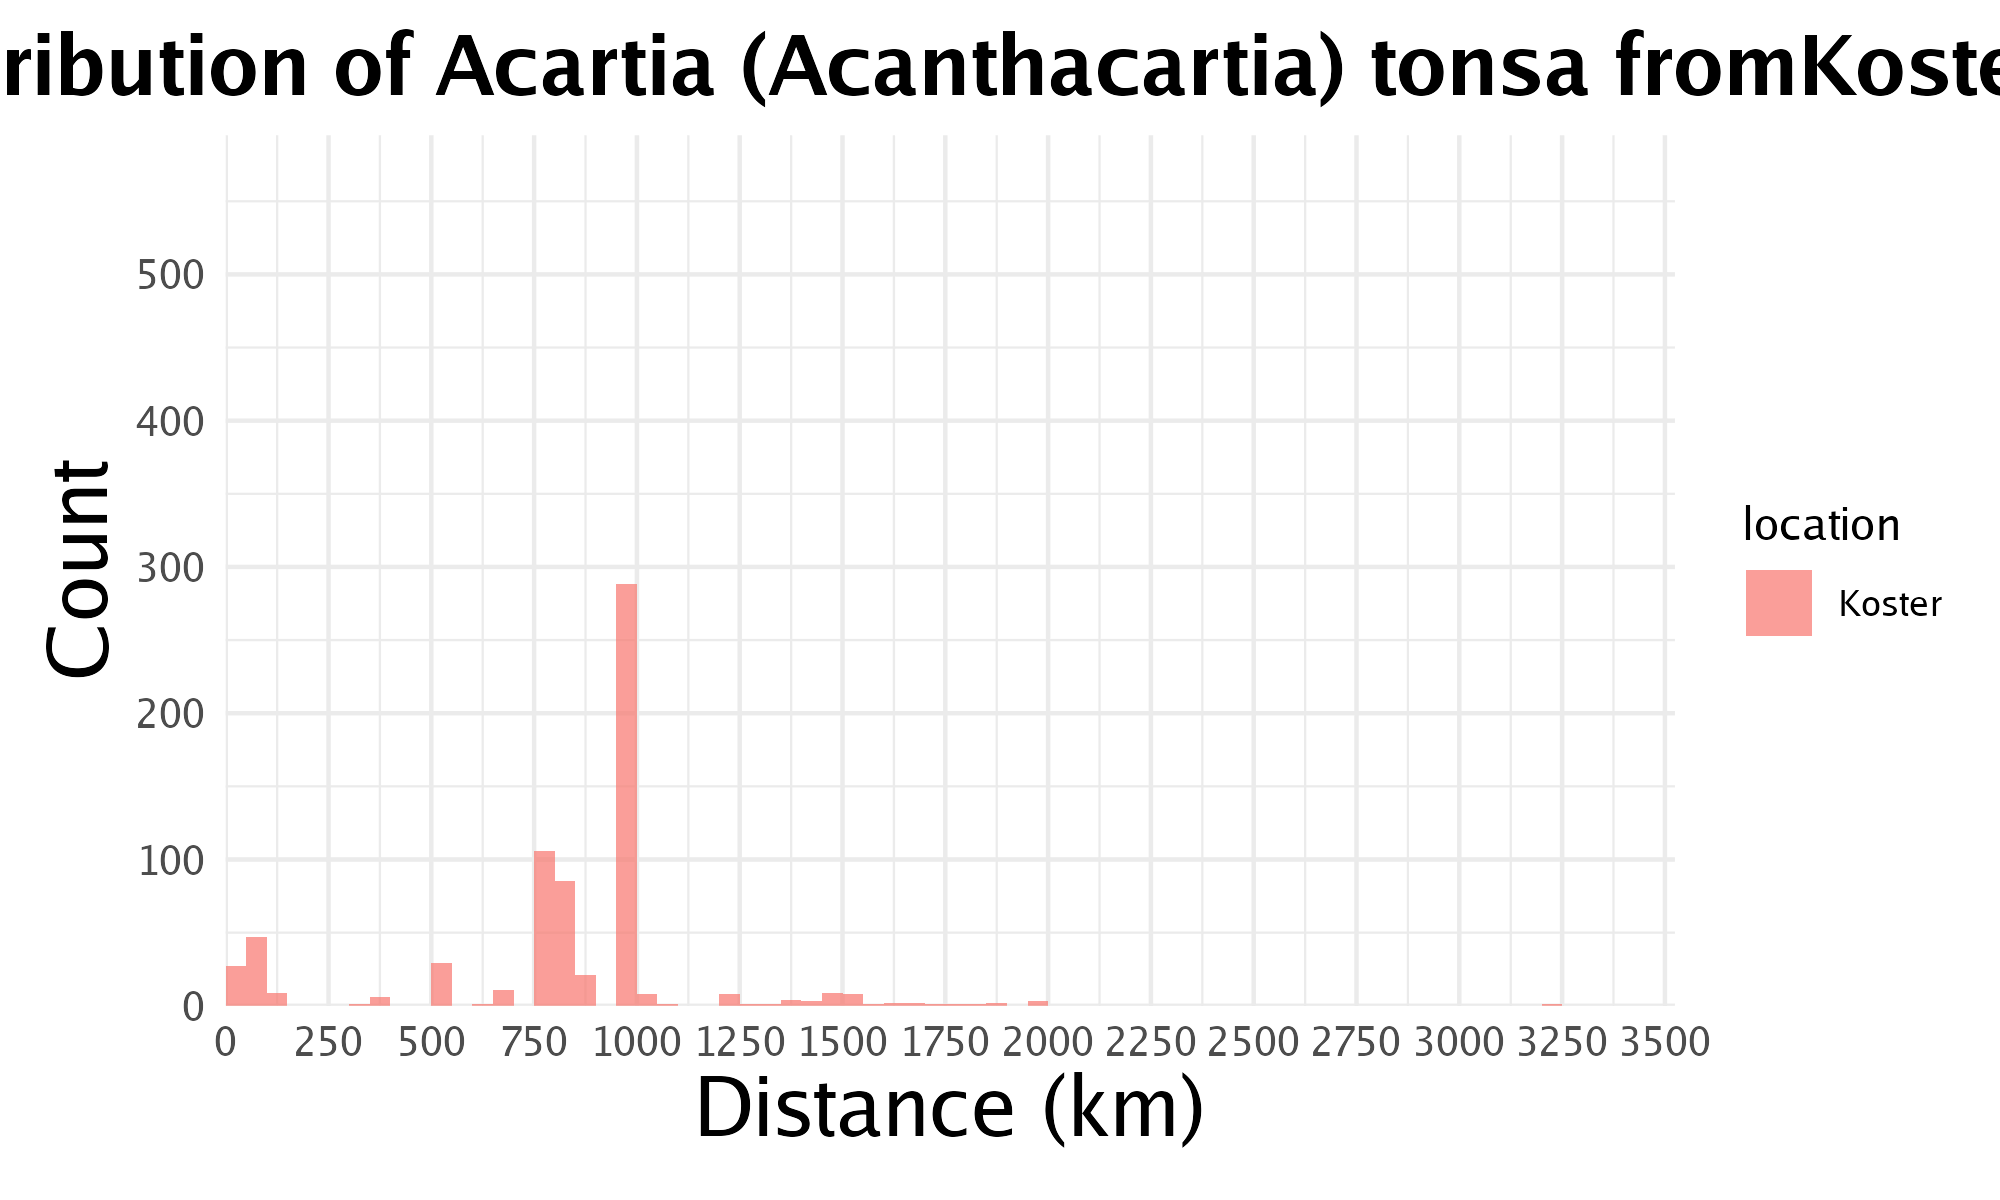 ribution of Acartia (Acanthacartia) tonsa fromKoste
500
400
300
200
100
0
Count
0 250 500 750 1000 1250 1500 1750 2000 2250 2500 2750 3000 3250 3500
Distance (km)
location
Koster